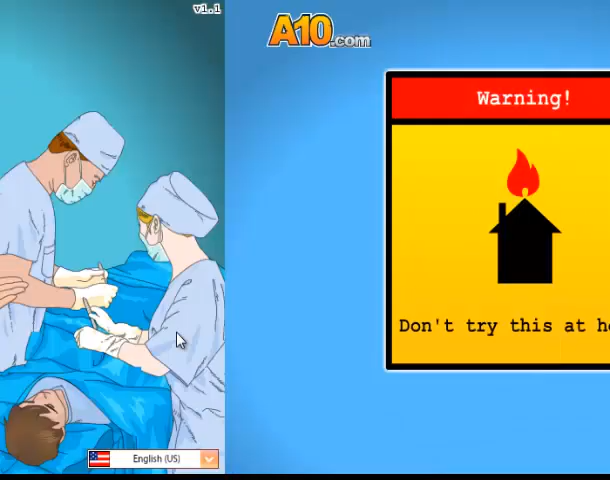 v1.1
A10.com
Warning!
Don't try this at
English (US)